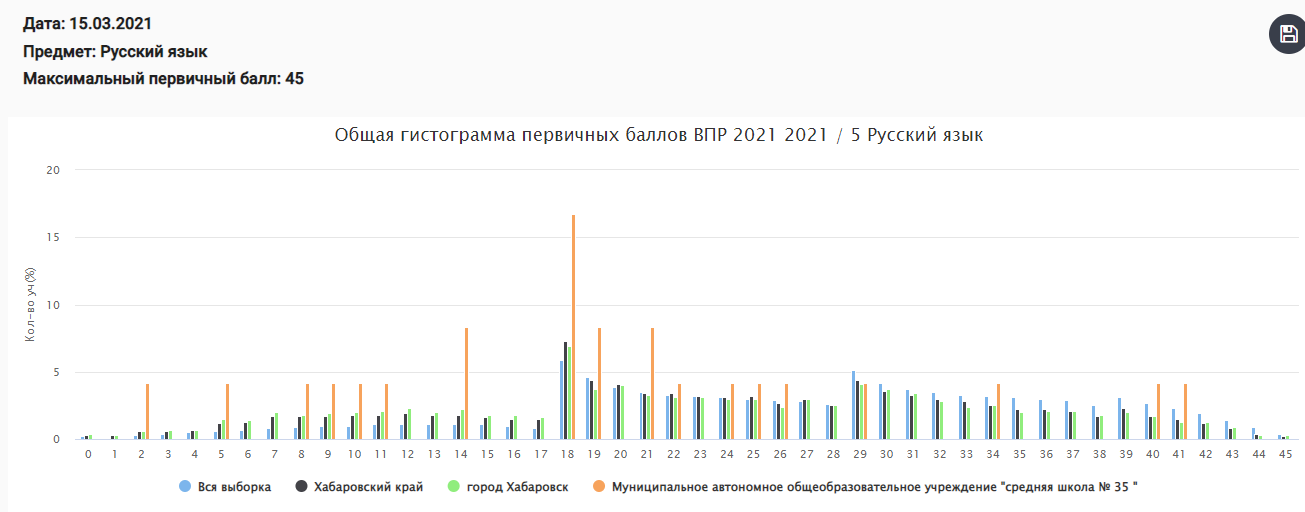 Дата: 15.03.2021
Предмет: Русский язык
Максимальный первичный балл: 45
Общая гистограмма первичных баллов ВПР 2021 2021 / 5 Русский язык
20
15
10
5
0
Кол-во уч(%)
0 1 2 3 4 5 6 7 8 9 10 11 12 13 14 15 16 17 18 19 20 21 22 23 24 25 26 27 28 29 30 31 32 33 34 35 36 37 38 39 40 41 42 43 44 45
Вся выборка Хабаровский край город Хабаровск Муниципальное автономное общеобразовательное учреждение "средняя школа № 35 "